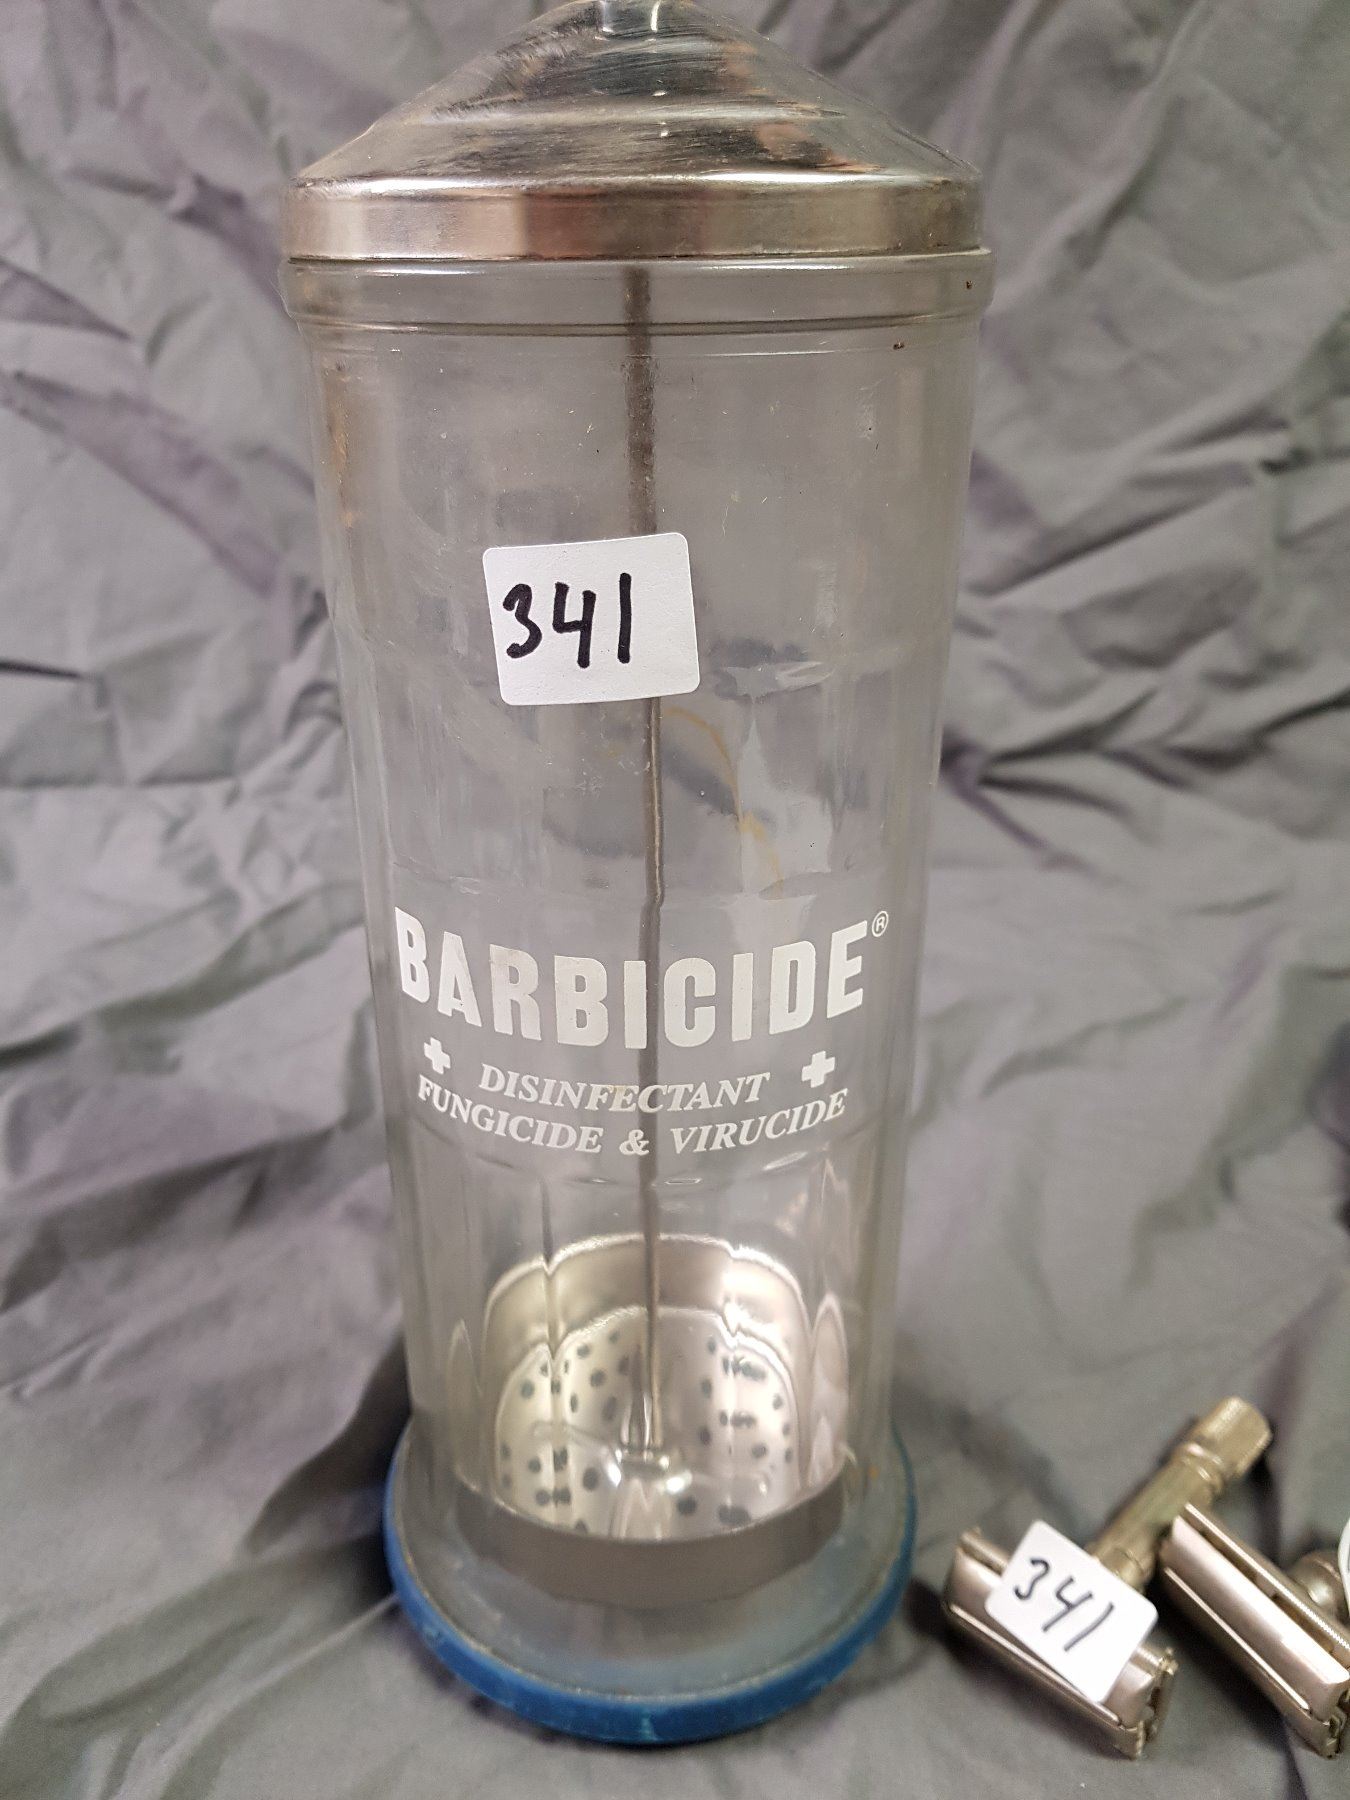 341
BARBICIDE®
DISINFECTANT
FUNGICIDE & VIRUCIDE
341